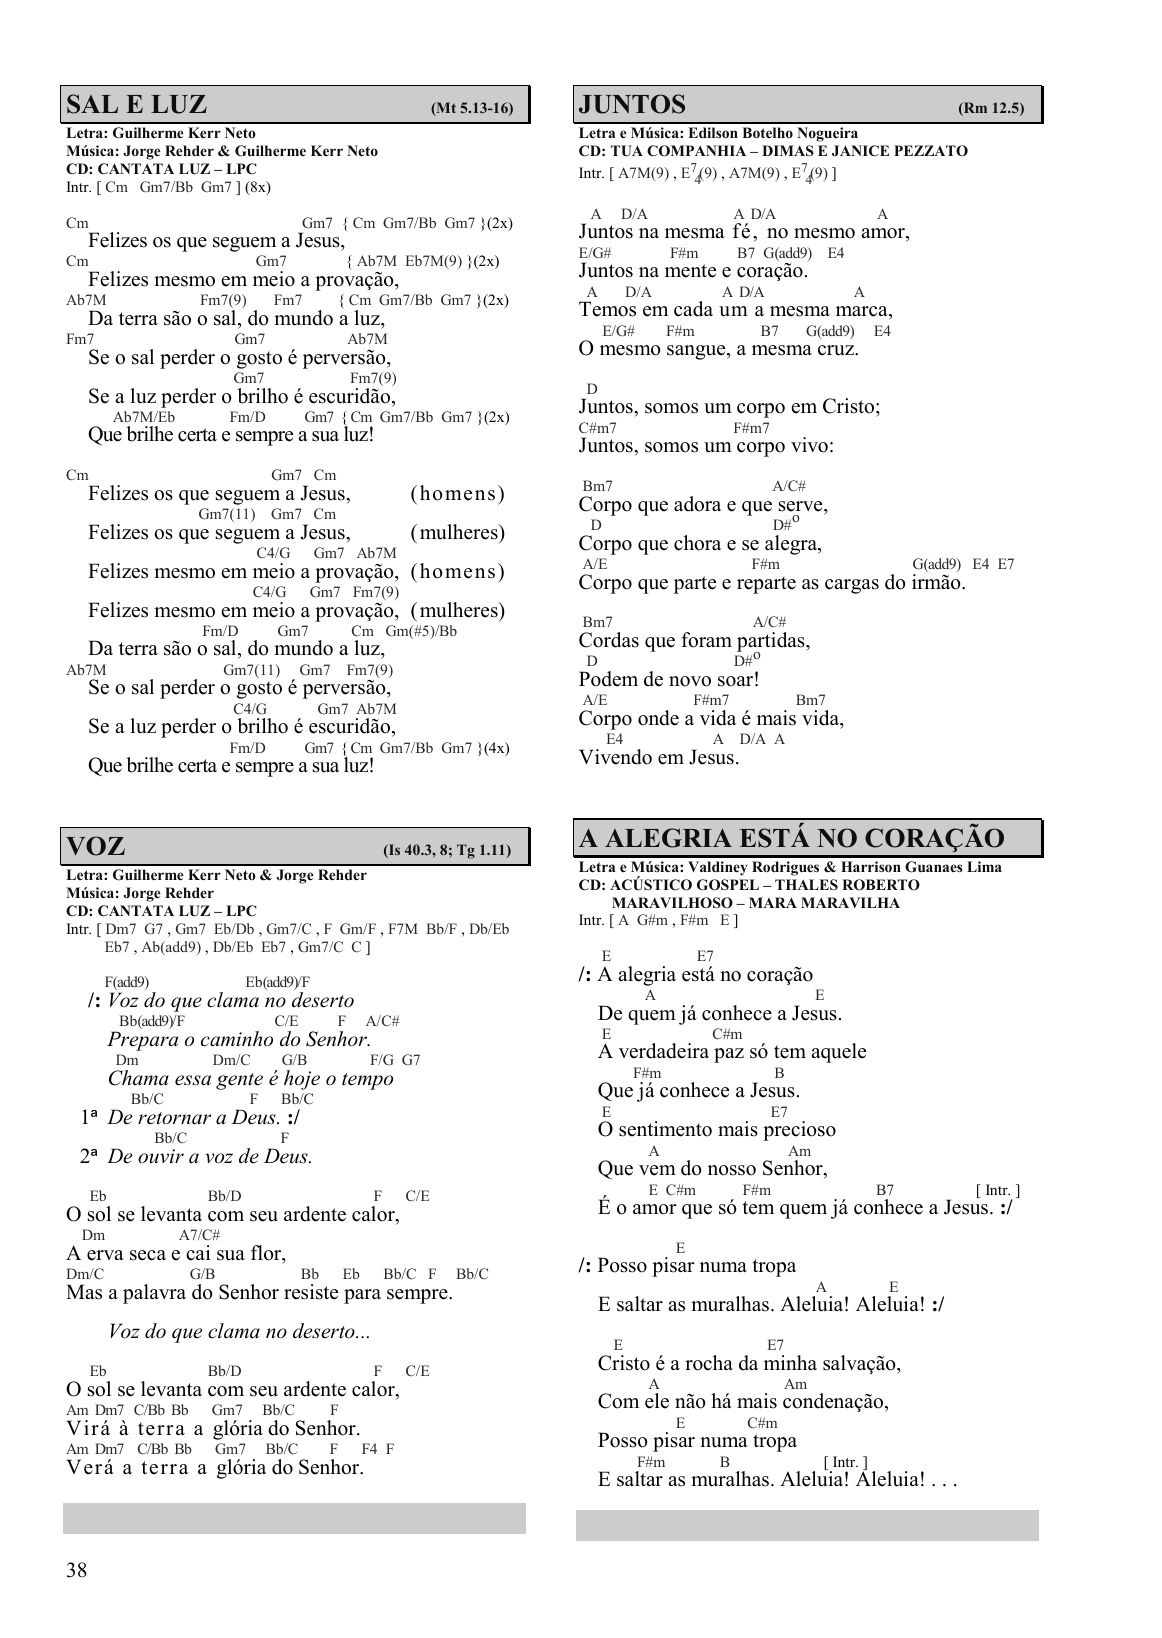 SAL E LUZ (Mt 5.13-16)
Letra: Guilherme Kerr Neto
Música: Jorge Rehder & Guilherme Kerr Neto
CD: CANTATA LUZ – LPC
Intr. [ Cm Gm7/Bb Gm7 ] (8x)
Cm Gm7 { Cm Gm7/Bb Gm7 }(2x)
Felizes os que seguem a Jesus,
Cm Gm7 { Ab7M Eb7M(9) }(2x)
Felizes mesmo em meio a provação,
Ab7M Fm7(9) Fm7 { Cm Gm7/Bb Gm7 }(2x)
Da terra são o sal, do mundo a luz,
Fm7 Gm7 Ab7M
Se o sal perder o gosto é perversão,
Gm7 Fm7(9)
Se a luz perder o brilho é escuridão,
Ab7M/Eb Fm/D Gm7 { Cm Gm7/Bb Gm7 }(2x)
Que brilhe certa e sempre a sua luz!
Cm Gm7 Cm
Felizes os que seguem a Jesus, (homens)
Gm7(11) Gm7 Cm
Felizes os que seguem a Jesus, (mulheres)
C4/G Gm7 Ab7M
Felizes mesmo em meio a provação, (homens)
C4/G Gm7 Fm7(9)
Felizes mesmo em meio a provação, (mulheres)
Fm/D Gm7 Cm Gm(#5)/Bb
Da terra são o sal, do mundo a luz,
Ab7M Gm7(11) Gm7 Fm7(9)
Se o sal perder o gosto é perversão,
C4/G Gm7 Ab7M
Se a luz perder o brilho é escuridão,
Fm/D Gm7 { Cm Gm7/Bb Gm7 }(4x)
Que brilhe certa e sempre a sua luz!
VOZ (Is 40.3, 8; Tg 1.11)
Letra: Guilherme Kerr Neto & Jorge Rehder
Música: Jorge Rehder
CD: CANTATA LUZ – LPC
Intr. [ Dm7 G7 , Gm7 Eb/Db , Gm7/C , F Gm/F , F7M Bb/F , Db/Eb
Eb7 , Ab(add9) , Db/Eb Eb7 , Gm7/C C ]
F(add9) Eb(add9)/F
/: Voz do que clama no deserto
Bb(add9)/F C/E F A/C#
Prepara o caminho do Senhor.
Dm Dm/C G/B F/G G7
Chama essa gente é hoje o tempo
Bb/C F Bb/C
1ª De retornar a Deus. :/
Bb/C F
2ª De ouvir a voz de Deus.
Eb Bb/D F C/E
O sol se levanta com seu ardente calor,
Dm A7/C#
A erva seca e cai sua flor,
Dm/C G/B Bb Eb Bb/C F Bb/C
Mas a palavra do Senhor resiste para sempre.
Voz do que clama no deserto...
Eb Bb/D F C/E
O sol se levanta com seu ardente calor,
Am Dm7 C/Bb Bb Gm7 Bb/C F
Virá à terra a glória do Senhor.
Am Dm7 C/Bb Bb Gm7 Bb/C F F4 F
Verá a terra a glória do Senhor.
38
JUNTOS (Rm 12.5)
Letra e Música: Edilson Botelho Nogueira
CD: TUA COMPANHIA – DIMAS E JANICE PEZZATO
Intr. [ A7M(9) , E7/4(9) , A7M(9) , E7/4(9) ]
A D/A A D/A A
Juntos na mesma fé, no mesmo amor,
E/G# F#m B7 G(add9) E4
Juntos na mente e coração.
A D/A A D/A A
Temos em cada um a mesma marca,
E/G# F#m B7 G(add9) E4
O mesmo sangue, a mesma cruz.
D
Juntos, somos um corpo em Cristo;
C#m7 F#m7
Juntos, somos um corpo vivo:
Bm7 A/C#
Corpo que adora e que serve,
D D#º
Corpo que chora e se alegra,
A/E F#m G(add9) E4 E7
Corpo que parte e reparte as cargas do irmão.
Bm7 A/C#
Cordas que foram partidas,
D D#º
Podem de novo soar!
A/E F#m7 Bm7
Corpo onde a vida é mais vida,
E4 A D/A A
Vivendo em Jesus.
A ALEGRIA ESTÁ NO CORAÇÃO
Letra e Música: Valdiney Rodrigues & Harrison Guanaes Lima
CD: ACÚSTICO GOSPEL – THALES ROBERTO
MARAVILHOSO – MARA MARAVILHA
Intr. [ A G#m , F#m E ]
E E7
/: A alegria está no coração
A E
De quem já conhece a Jesus.
E C#m
A verdadeira paz só tem aquele
F#m B
Que já conhece a Jesus.
E E7
O sentimento mais precioso
A Am
Que vem do nosso Senhor,
E C#m F#m B7 [ Intr. ]
É o amor que só tem quem já conhece a Jesus. :/
E
/: Posso pisar numa tropa
A E
E saltar as muralhas. Aleluia! Aleluia! :/
E E7
Cristo é a rocha da minha salvação,
A Am
Com ele não há mais condenação,
E C#m
Posso pisar numa tropa
F#m B [ Intr. ]
E saltar as muralhas. Aleluia! Aleluia! . . .